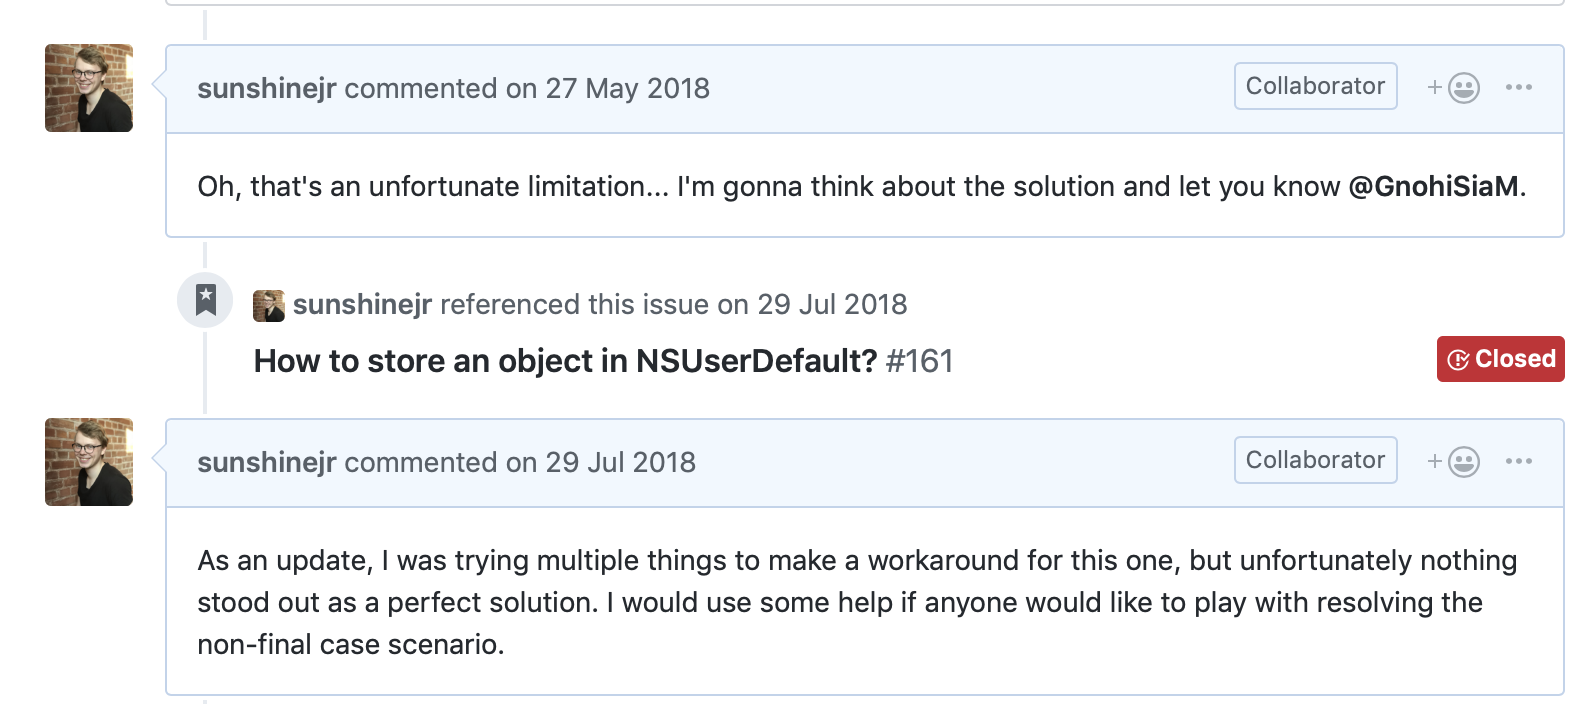 sunshinejr commented on 27 May 2018
Collaborator
Oh, that's an unfortunate limitation... I'm gonna think about the solution and let you know @GnohiSiaM.
sunshinejr referenced this issue on 29 Jul 2018
How to store an object in NSUserDefault? #161
Closed
sunshinejr commented on 29 Jul 2018
Collaborator
As an update, I was trying multiple things to make a workaround for this one, but unfortunately nothing
stood out as a perfect solution. I would use some help if anyone would like to play with resolving the
non-final case scenario.